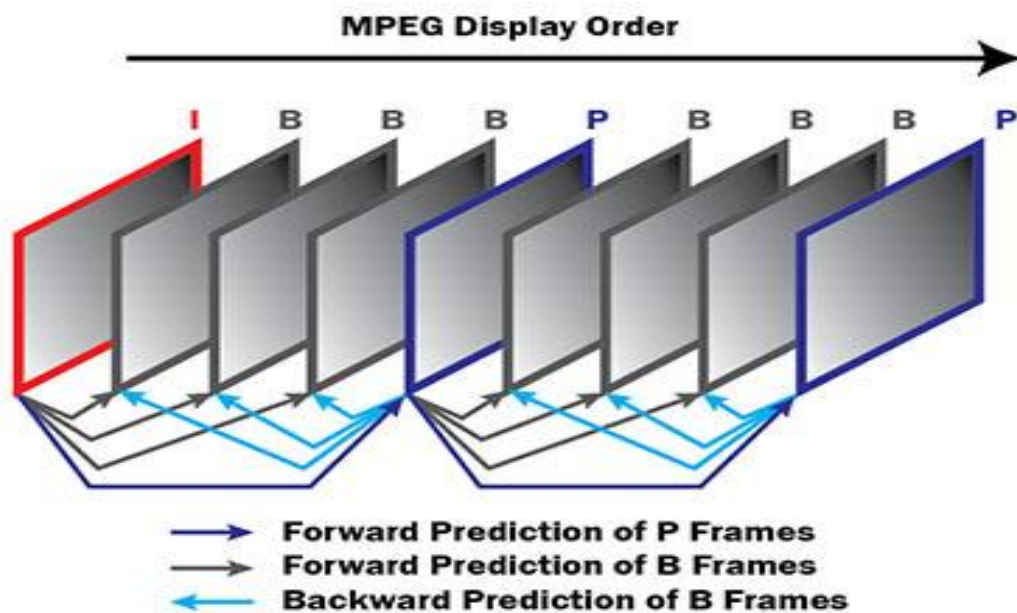 MPEG Display Order
I B B B P B B B P
Forward Prediction of P Frames
Forward Prediction of B Frames
Backward Prediction of B Frames